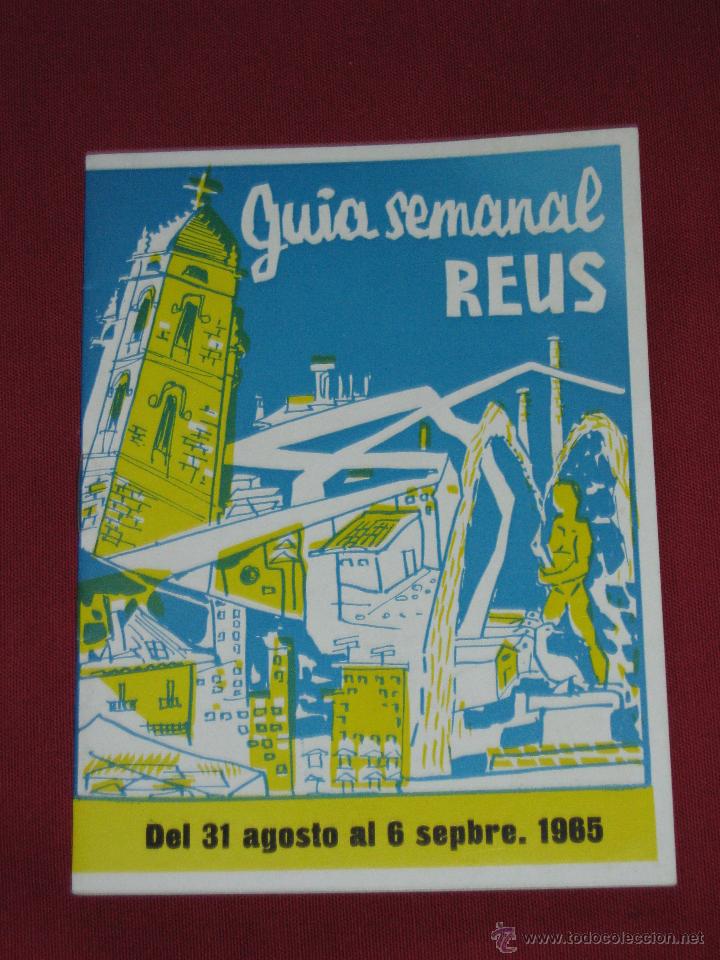 Guia semanal
REUS
Del 31 agosto al 6 sepbre. 1965
© www.todocoleccion.net